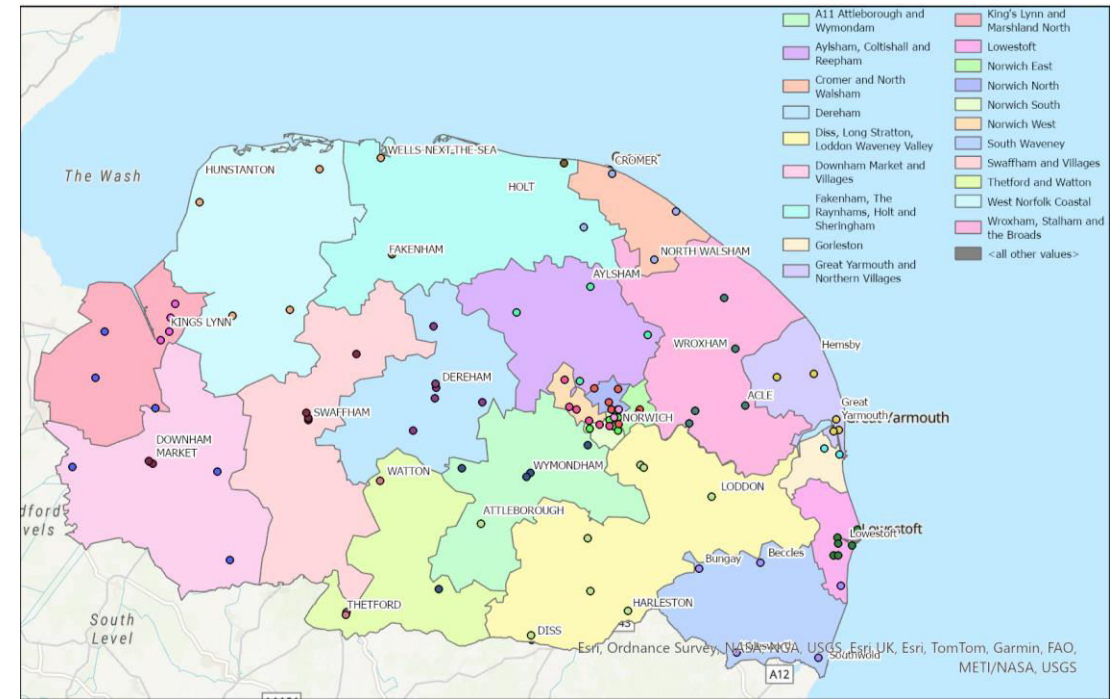 A11 Attleborough and
Wymondam
Aylsham, Coltishall and
Reepham
Cromer and North
Walsham
Dereham
Diss, Long Stratton,
Loddon Waveney Valley
Downham Market and
Villages
Fakenham, The
Raynhams, Holt and
Sheringham
Gorleston
Great Yarmouth and
Northern Villages
King's Lynn and
Marshland North
Lowestoft
Norwich East
Norwich North
Norwich South
Norwich West
South Waveney
Swaffham and Villages
Thetford and Watton
West Norfolk Coastal
Wroxham, Stalham and
the Broads
<all other values>
The Wash
WELLS-NEXT-THE-SEA
CROMER
HUNSTANTON
HOLT
FAKENHAM
NORTH WALSHAM
AYLSHAM
KINGS LYNN
WROXHAM
Hemsby
DEREHAM
ACLE
Great
Yarmouth
Great Yarmouth
SWAFFHAM
NORWICH
DOWNHAM
MARKET
WYMONDHAM
WATTON
LODDON
ATTLEBOROUGH
Lowestoft
Lowestoft
Bungay
Beccles
THETFORD
HARLESTON
South
Level
DISS
Esri, Ordnance Survey, NASA, NGA, USGS, Esri UK, Esri, TomTom, Garmin, FAO,
METI/NASA, USGS
Southwold
A12